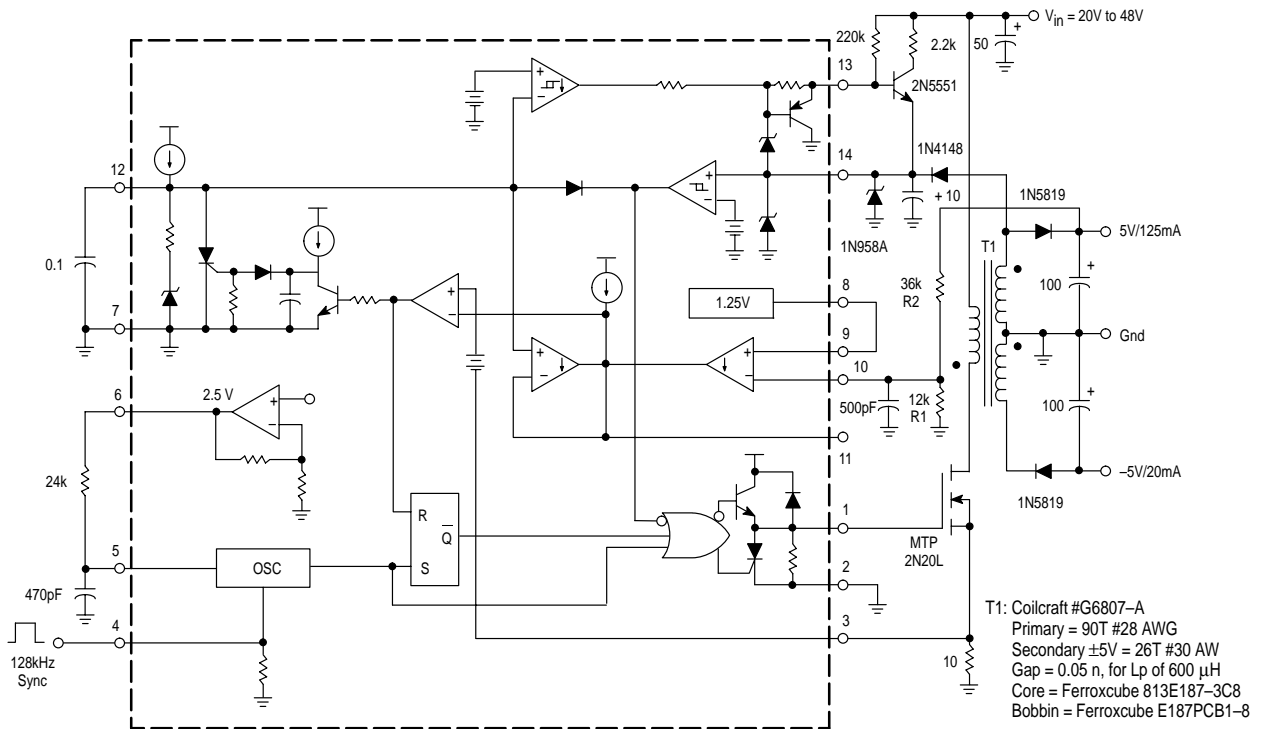 V_in = 20V to 48V
220k
2.2k
50
+
13
2N5551
+
−
12
14
1N4148
+
−
+ 10
1N5819
5V/125mA
1N958A
T1
+
0.1
36k
R2
100
1.25V
8
+
−
7
9
Gnd
+
−
+
−
10
6
2.5 V
+
−
500pF
12k
R1
+
100
11
24k
1N5819
–5V/20mA
R
Q̅
S
1
MTP
2N20L
5
OSC
2
470pF
4
3
T1: Coilcraft #G6807–A
Primary = 90T #28 AWG
Secondary ±5V = 26T #30 AW
Gap = 0.05 n, for Lp of 600 μH
Core = Ferroxcube 813E187–3C8
Bobbin = Ferroxcube E187PCB1–8
128kHz
Sync
10